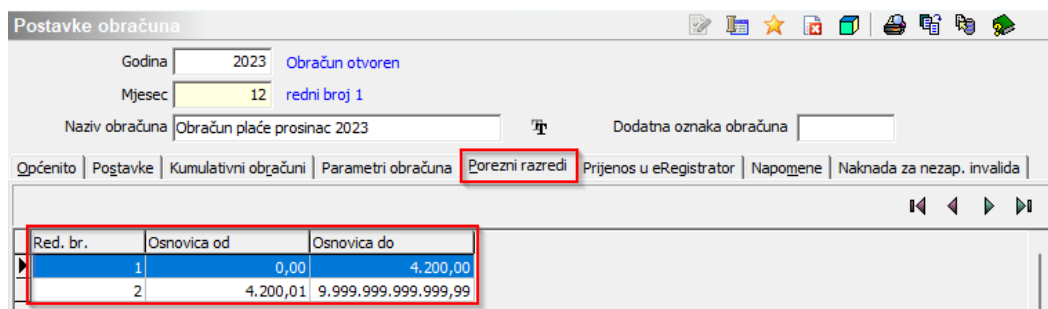 Postavke obračuna
Godina 2023 Obračun otvoren
Mjesec 12 redni broj 1
Naziv obračuna Obračun plaće prosinac 2023 Dodatna oznaka obračuna
Općenito Postavke Kumulativni obračuni Parametri obračuna Porezni razredi Prijenos u eRegistrator Napomene Naknada za nezap. invalida
Red. br. Osnovica od Osnovica do
1 0,00 4.200,00
2 4.200,01 9.999.999.999.999,99